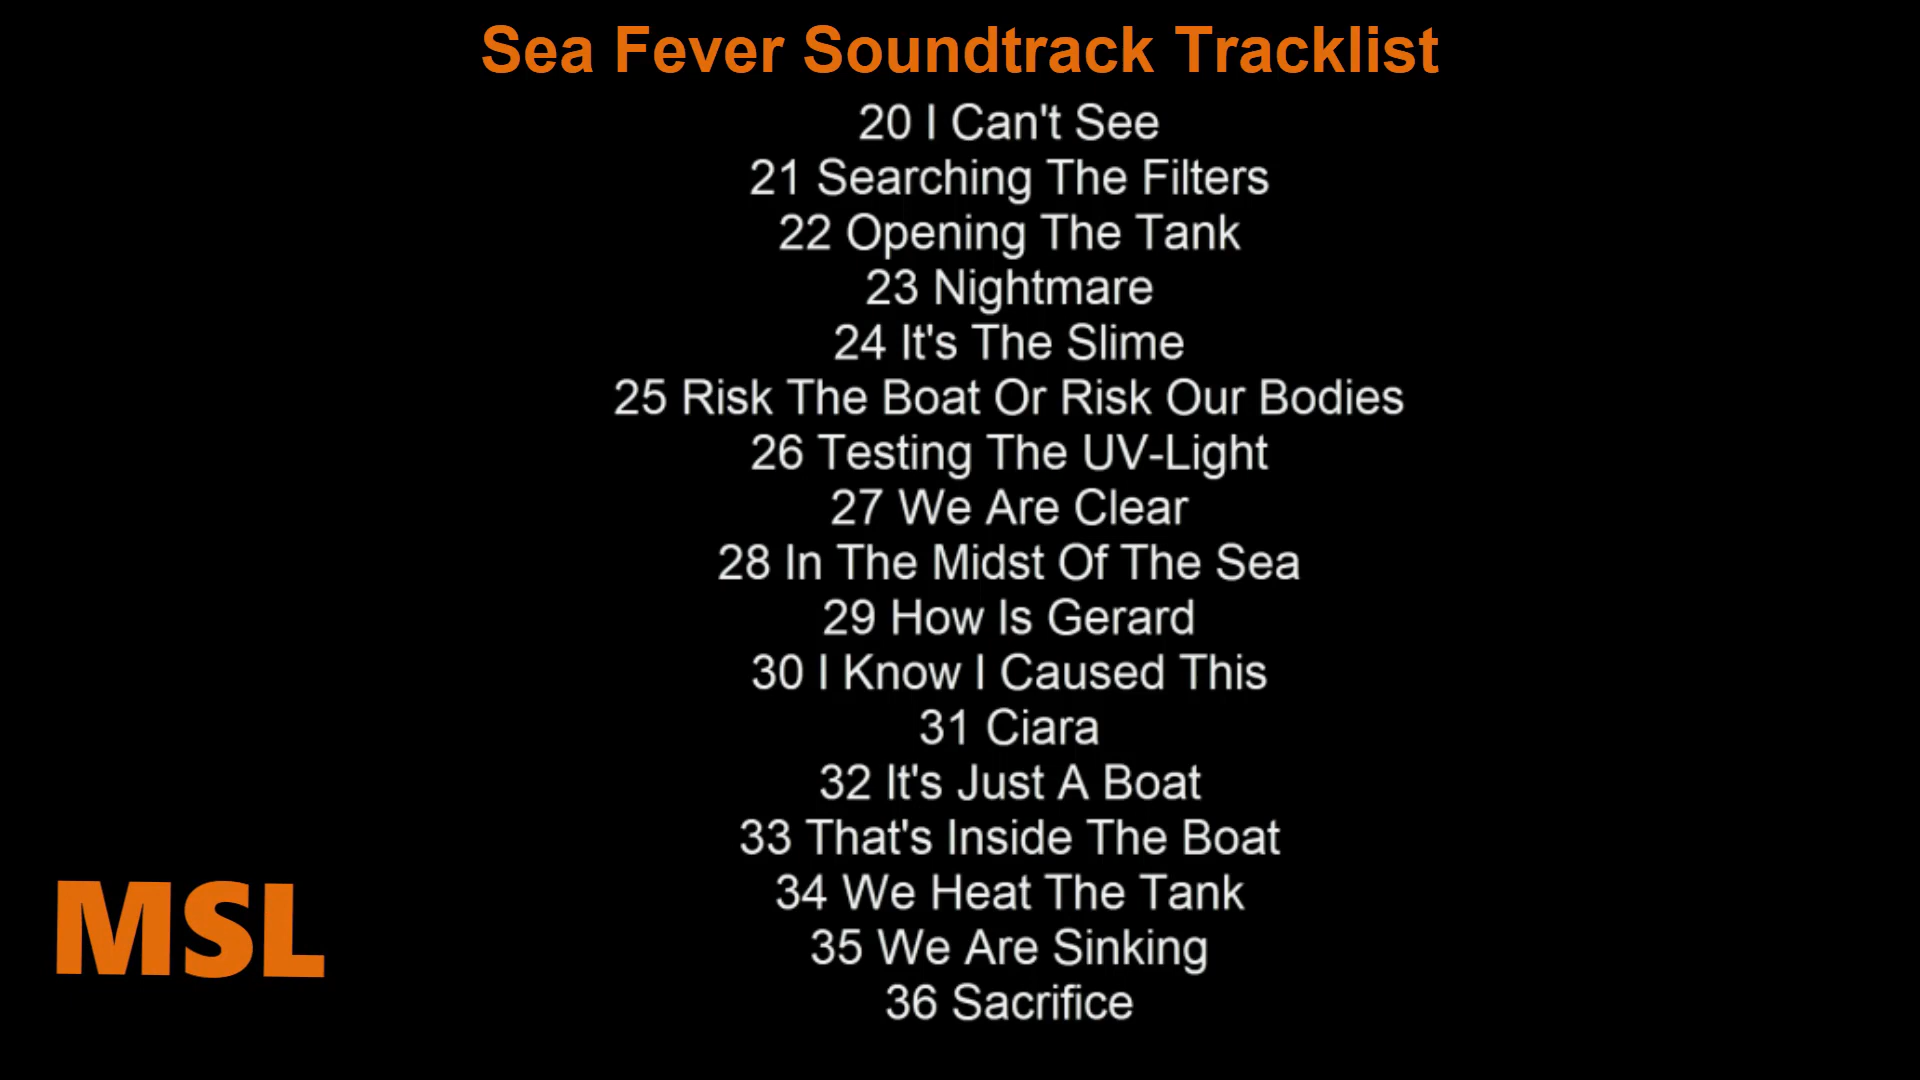 Sea Fever Soundtrack Tracklist
20 I Can't See
21 Searching The Filters
22 Opening The Tank
23 Nightmare
24 It's The Slime
25 Risk The Boat Or Risk Our Bodies
26 Testing The UV-Light
27 We Are Clear
28 In The Midst Of The Sea
29 How Is Gerard
30 I Know I Caused This
31 Ciara
32 It's Just A Boat
33 That's Inside The Boat
34 We Heat The Tank
35 We Are Sinking
36 Sacrifice
MSL